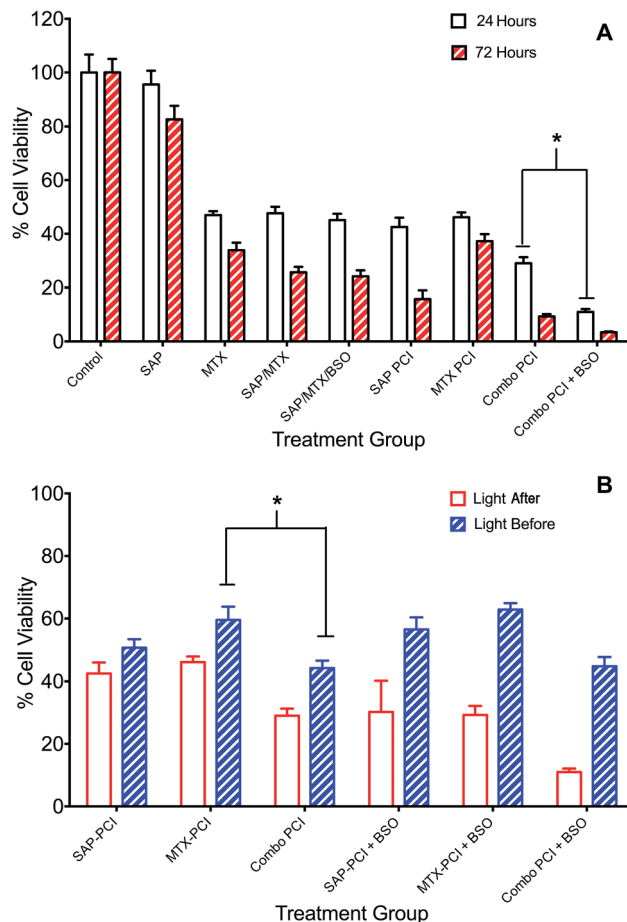 24 Hours
72 Hours
A
*
% Cell Viability
120
100
80
60
40
20
0
Control
SAP
MTX
SAP/MTX
SAP/MTX/BSO
SAP PCI
MTX PCI
Combo PCI
Combo PCI + BSO
Treatment Group
B
Light After
Light Before
*
% Cell Viability
100
80
60
40
20
0
SAP-PCI
MTX-PCI
Combo PCI
SAP-PCI + BSO
MTX-PCI + BSO
Combo PCI + BSO
Treatment Group